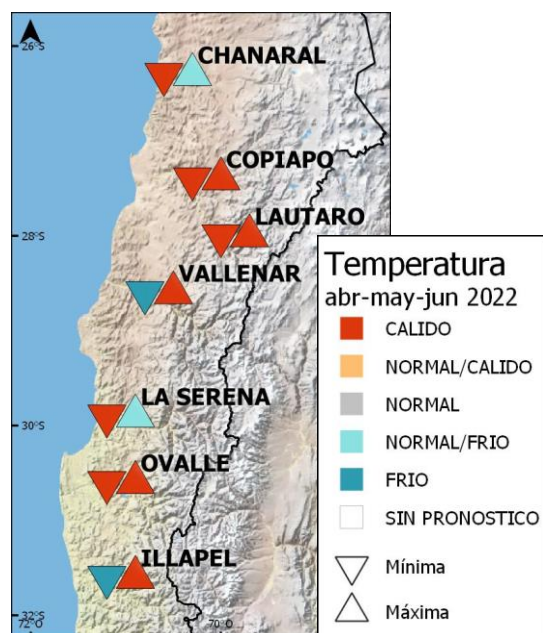 26°S
CHANARAL
COPIAPO
28°S
LAUTARO
VALLENAR
30°S
LA SERENA
OVALLE
ILLAPEL
32°S
72°O
70°O
Temperatura
abr-may-jun 2022
CALIDO
NORMAL/CALIDO
NORMAL
NORMAL/FRIO
FRIO
SIN PRONOSTICO
Mínima
Máxima